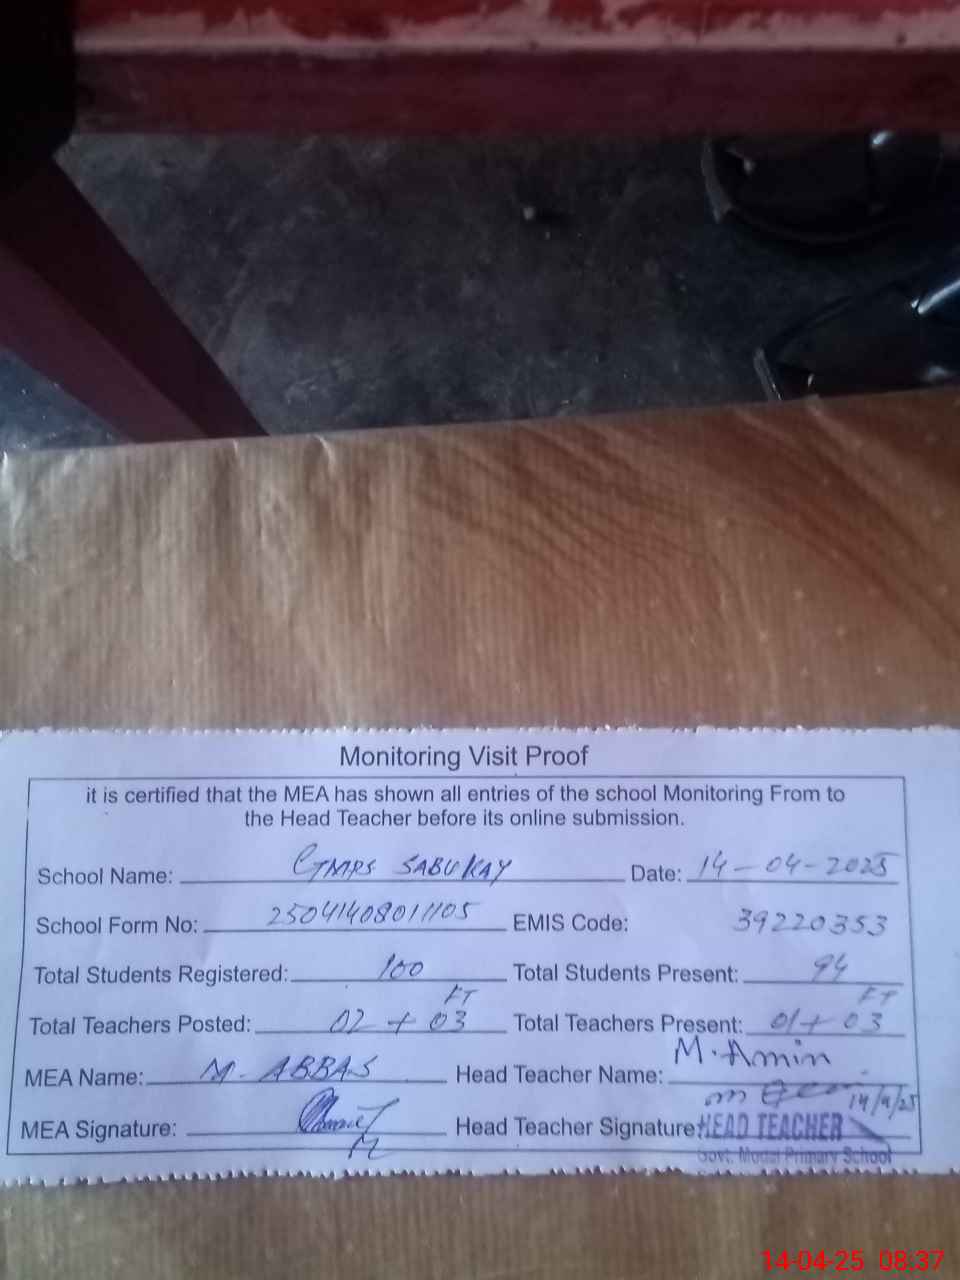 Monitoring Visit Proof
it is certified that the MEA has shown all entries of the school Monitoring From to
the Head Teacher before its online submission.
School Name: GMPS SABUKAY Date: 14-04-2025
School Form No: 25041408011105 EMIS Code: 39220353
Total Students Registered: 100 Total Students Present: 94
Total Teachers Posted: 02 + 03 FT Total Teachers Present: 01 + 03 FT
MEA Name: M. ABBAS Head Teacher Name: M. Amin
MEA Signature: Head Teacher Signature: 14/4/25
HEAD TEACHER
Govt. Model Primary School
14-04-25 08:37